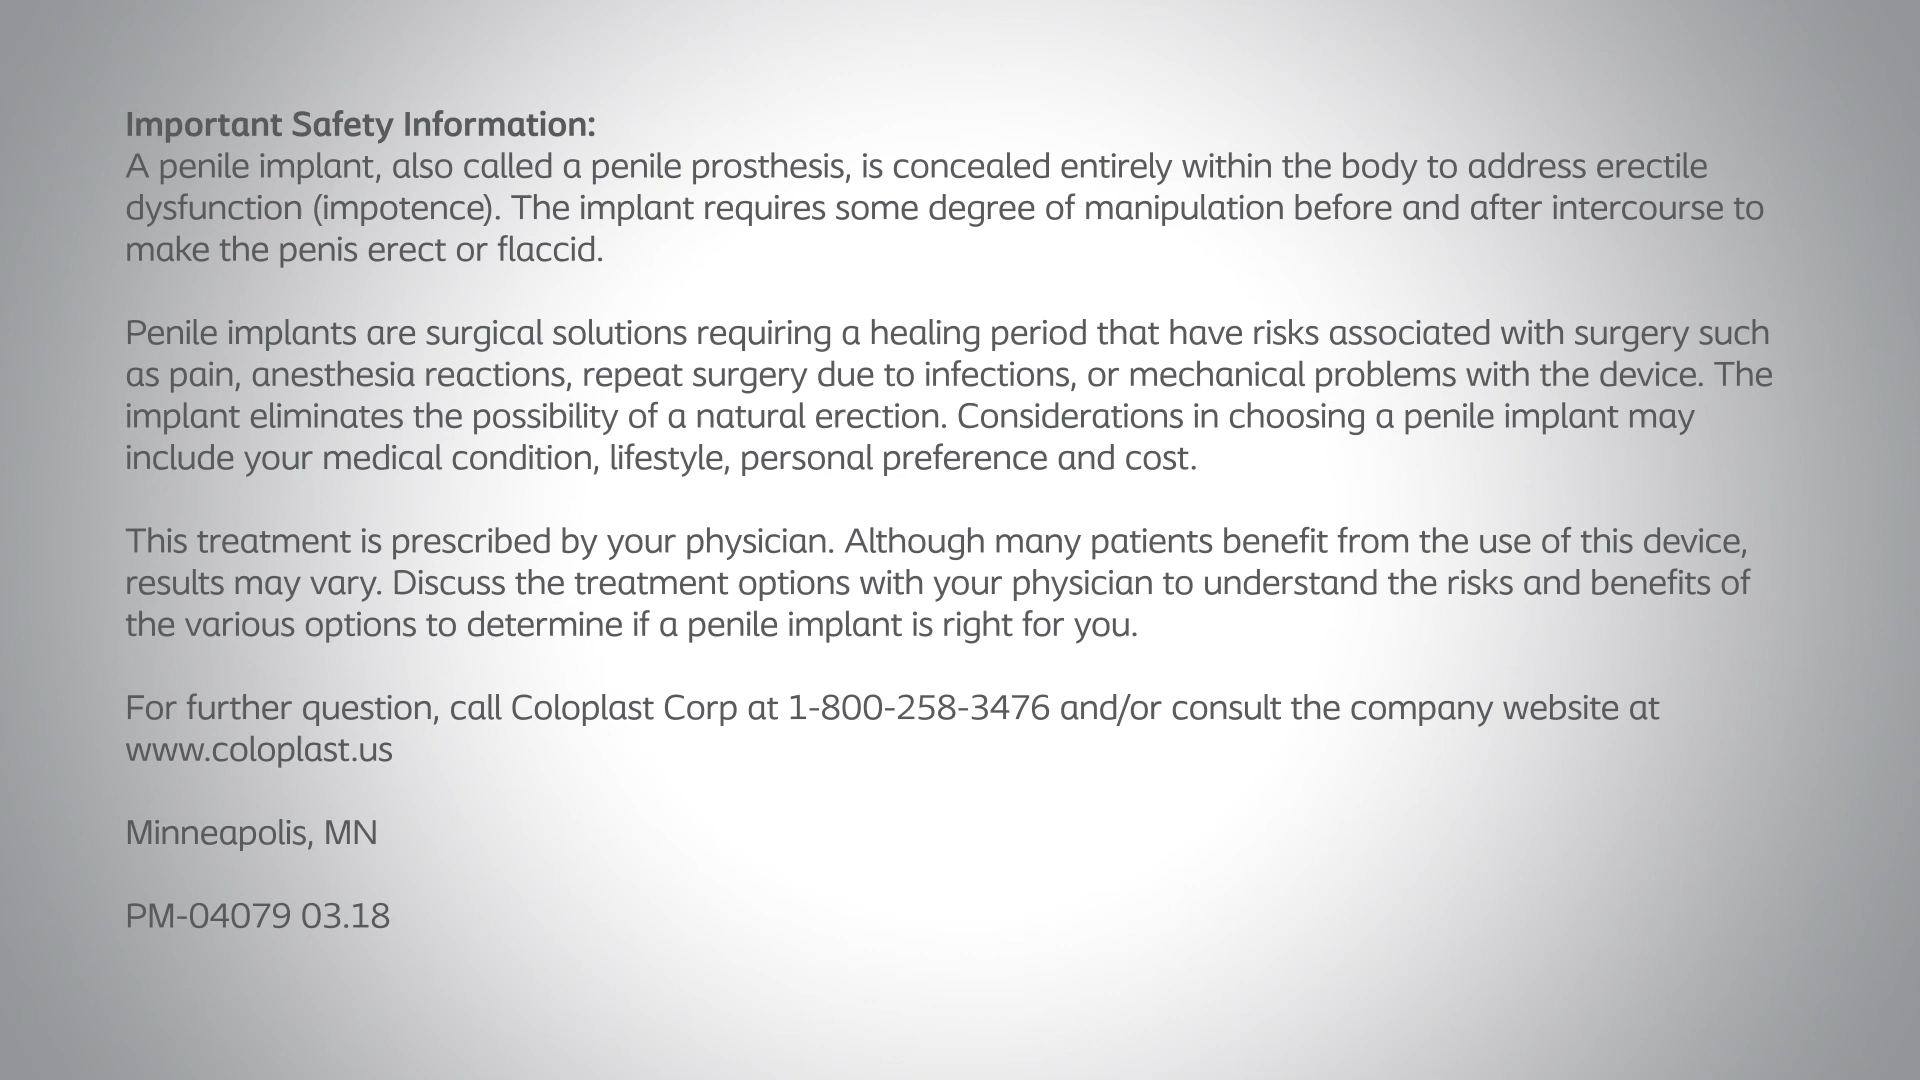 Important Safety Information:
A penile implant, also called a penile prosthesis, is concealed entirely within the body to address erectile
dysfunction (impotence). The implant requires some degree of manipulation before and after intercourse to
make the penis erect or flaccid.
Penile implants are surgical solutions requiring a healing period that have risks associated with surgery such
as pain, anesthesia reactions, repeat surgery due to infections, or mechanical problems with the device. The
implant eliminates the possibility of a natural erection. Considerations in choosing a penile implant may
include your medical condition, lifestyle, personal preference and cost.
This treatment is prescribed by your physician. Although many patients benefit from the use of this device,
results may vary. Discuss the treatment options with your physician to understand the risks and benefits of
the various options to determine if a penile implant is right for you.
For further question, call Coloplast Corp at 1-800-258-3476 and/or consult the company website at
www.coloplast.us
Minneapolis, MN
PM-04079 03.18